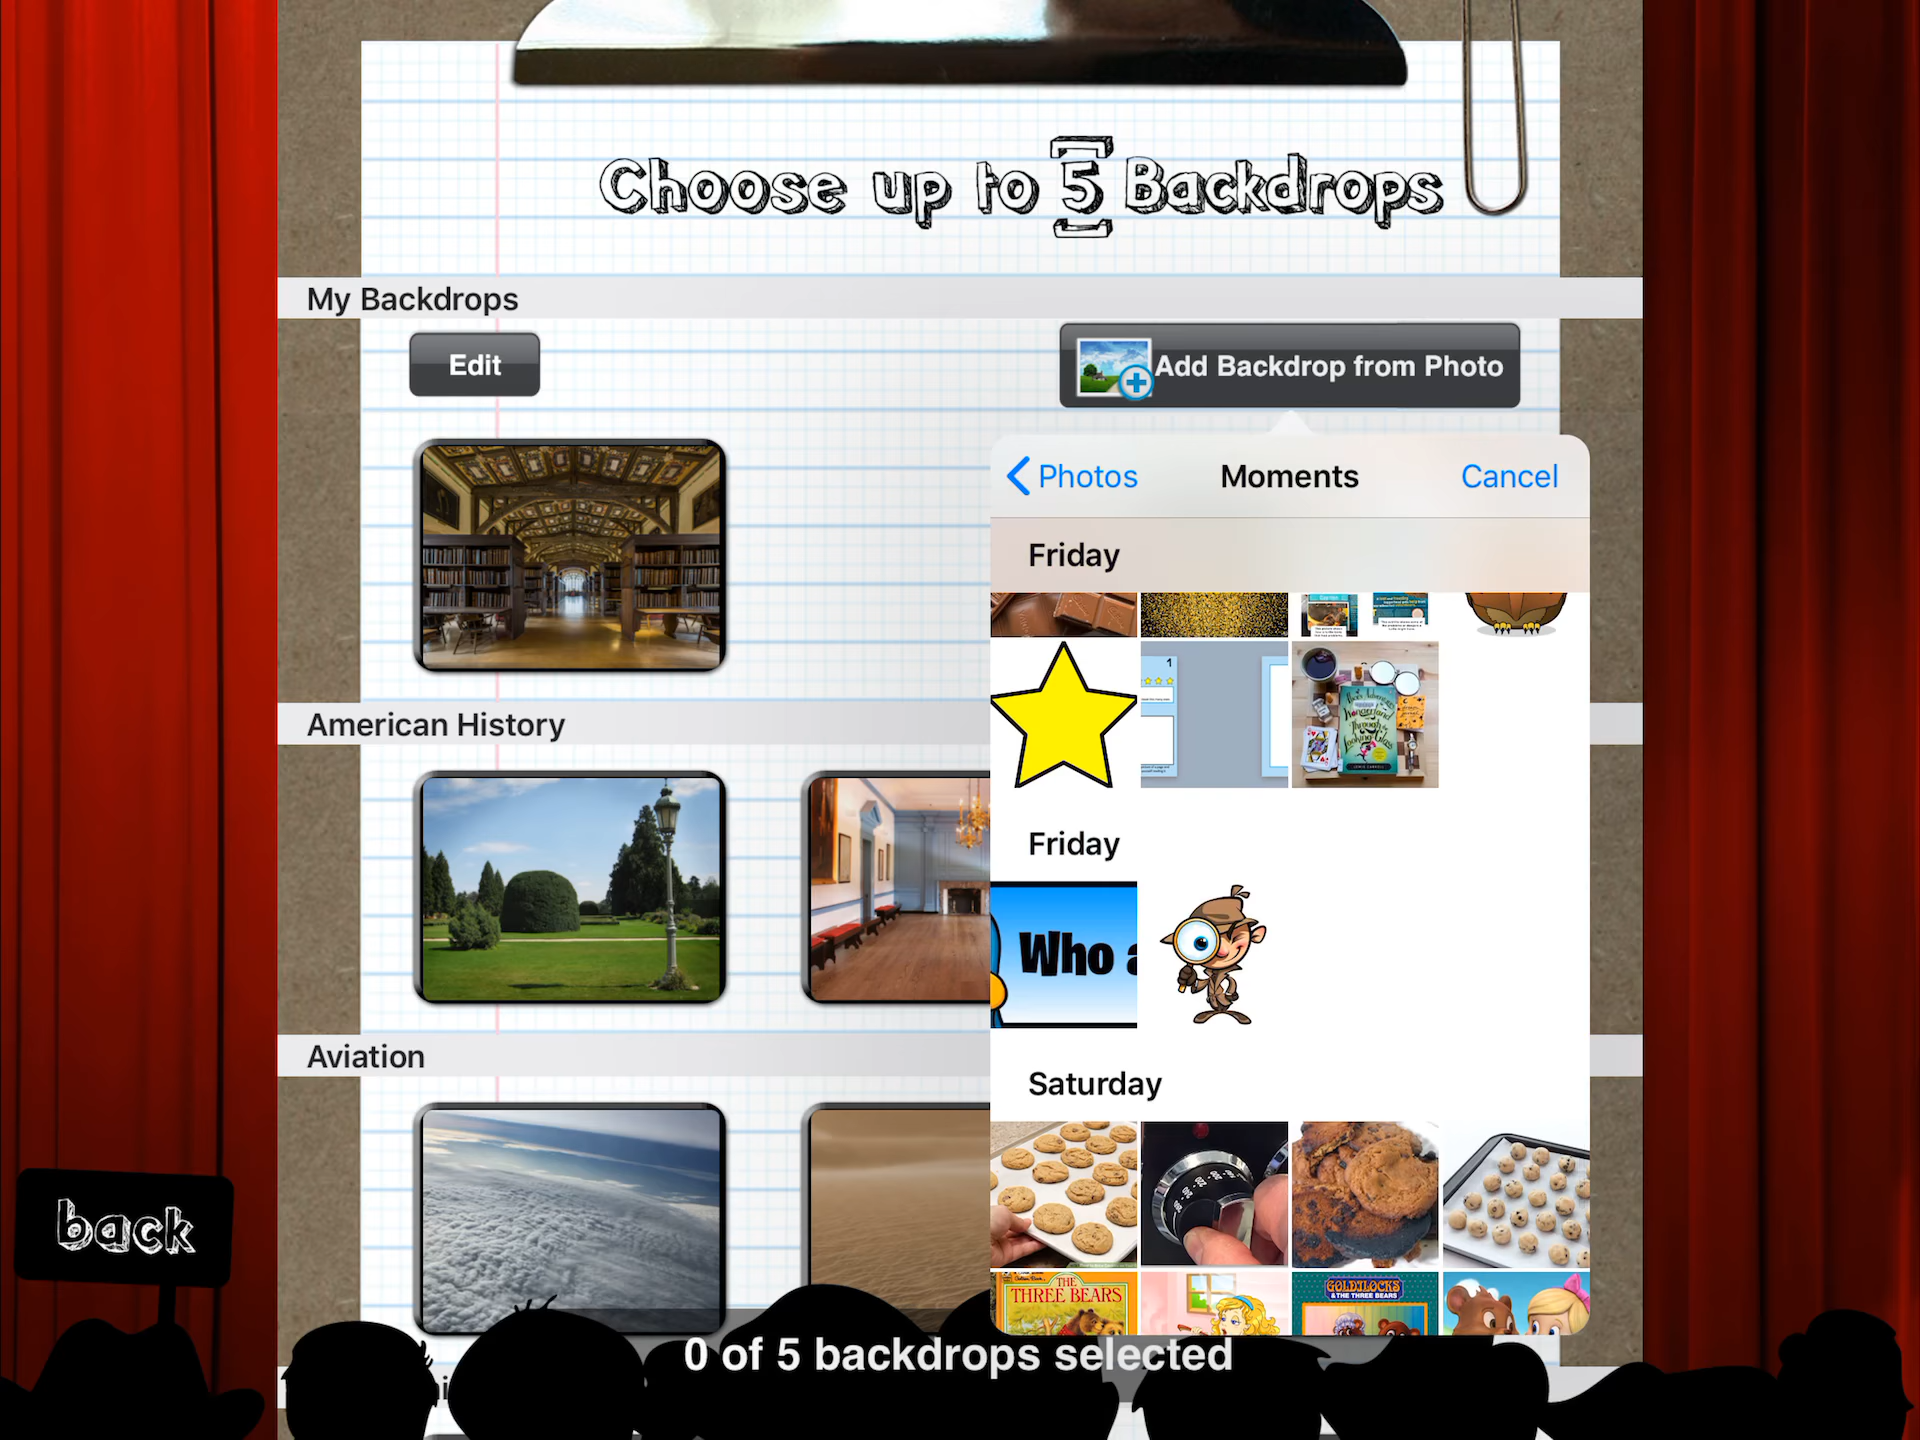 Choose up to 5 Backdrops
My Backdrops
Edit
Add Backdrop from Photo
Photos
Moments
Cancel
Friday
1
Friday
Who a
Saturday
American History
Aviation
THE
THREE BEARS
GOLDILOCKS
& THE THREE BEARS
back
0 of 5 backdrops selected